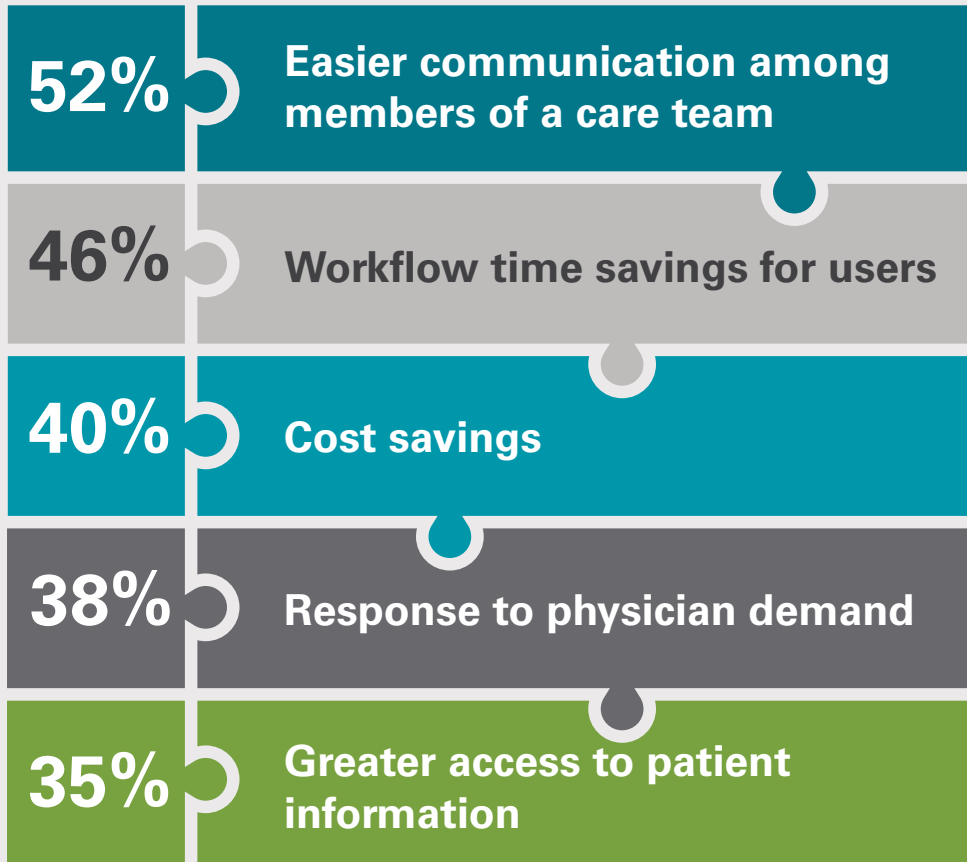 52%
Easier communication among
members of a care team
46%
Workflow time savings for users
40%
Cost savings
38%
Response to physician demand
35%
Greater access to patient
information